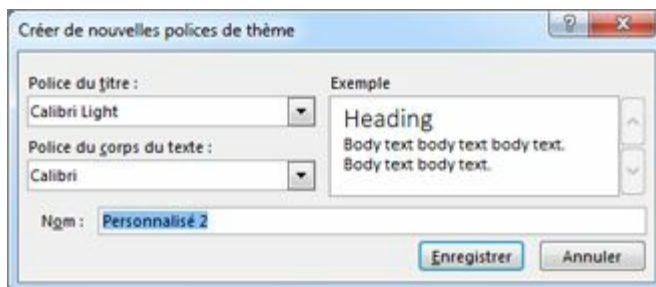 Créer de nouvelles polices de thème
Police du titre :
Calibri Light
Police du corps du texte :
Calibri
Exemple
Heading
Body text body text body text.
Body text body text.
Nom : Personnalisé 2
Enregistrer Annuler